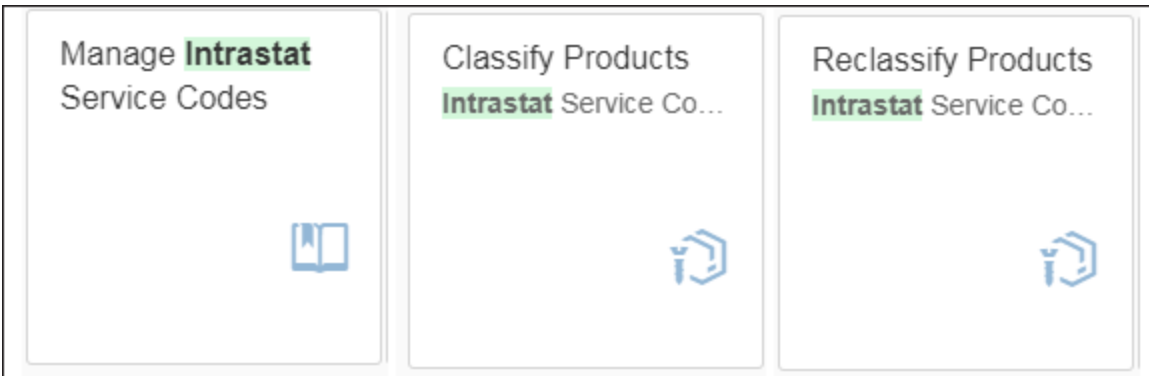 Manage Intrastat
Service Codes
Classify Products
Intrastat Service Co...
Reclassify Products
Intrastat Service Co...